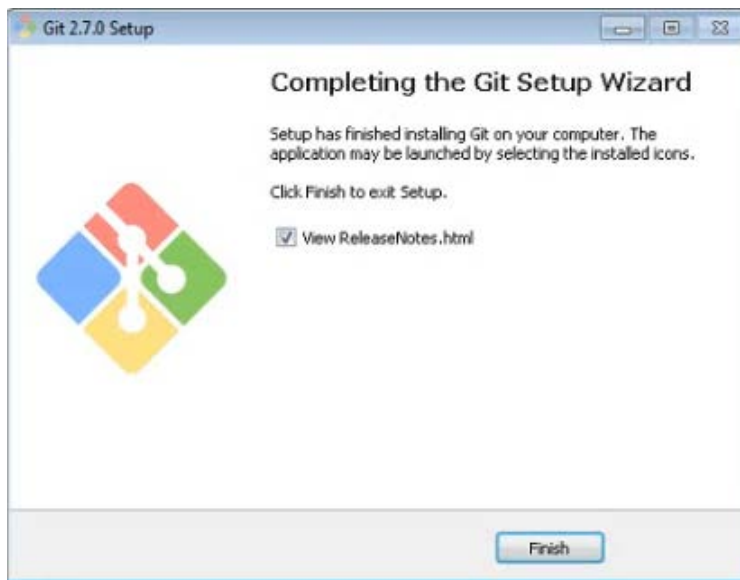 Git 2.7.0 Setup
Completing the Git Setup Wizard
Setup has finished installing Git on your computer. The
application may be launched by selecting the installed icons.
Click Finish to exit Setup.
View ReleaseNotes.html
Finish